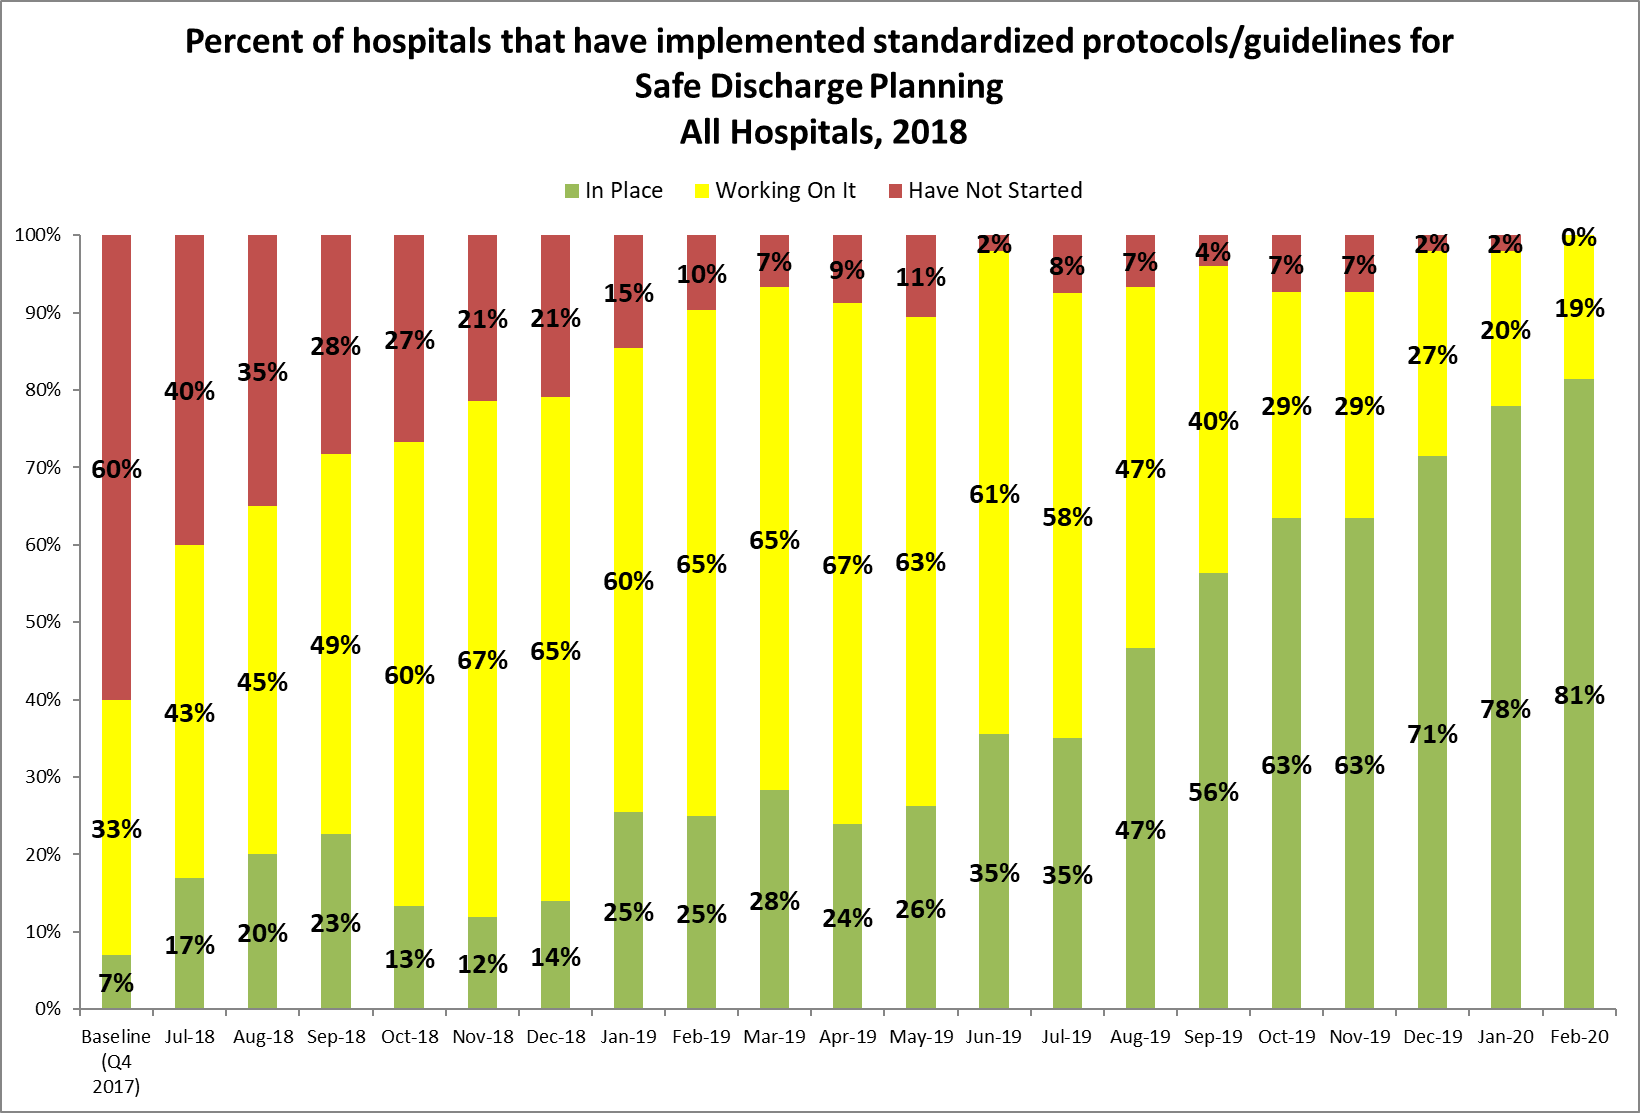 Percent of hospitals that have implemented standardized protocols/guidelines for
Safe Discharge Planning
All Hospitals, 2018
In Place Working On It Have Not Started
100%
90%
80%
70%
60%
50%
40%
30%
20%
10%
0%
60% 40% 35% 28% 27% 21% 21% 15% 10% 7% 9% 11% 2% 8% 7% 4% 7% 7% 2% 2% 0%
33% 43% 45% 49% 60% 67% 65% 60% 65% 65% 67% 63% 61% 58% 47% 40% 29% 29% 27% 20% 19%
7% 17% 20% 23% 13% 12% 14% 25% 25% 28% 24% 26% 35% 35% 47% 56% 63% 63% 71% 78% 81%
Baseline Jul-18 Aug-18 Sep-18 Oct-18 Nov-18 Dec-18 Jan-19 Feb-19 Mar-19 Apr-19 May-19 Jun-19 Jul-19 Aug-19 Sep-19 Oct-19 Nov-19 Dec-19 Jan-20 Feb-20
(Q4
2017)